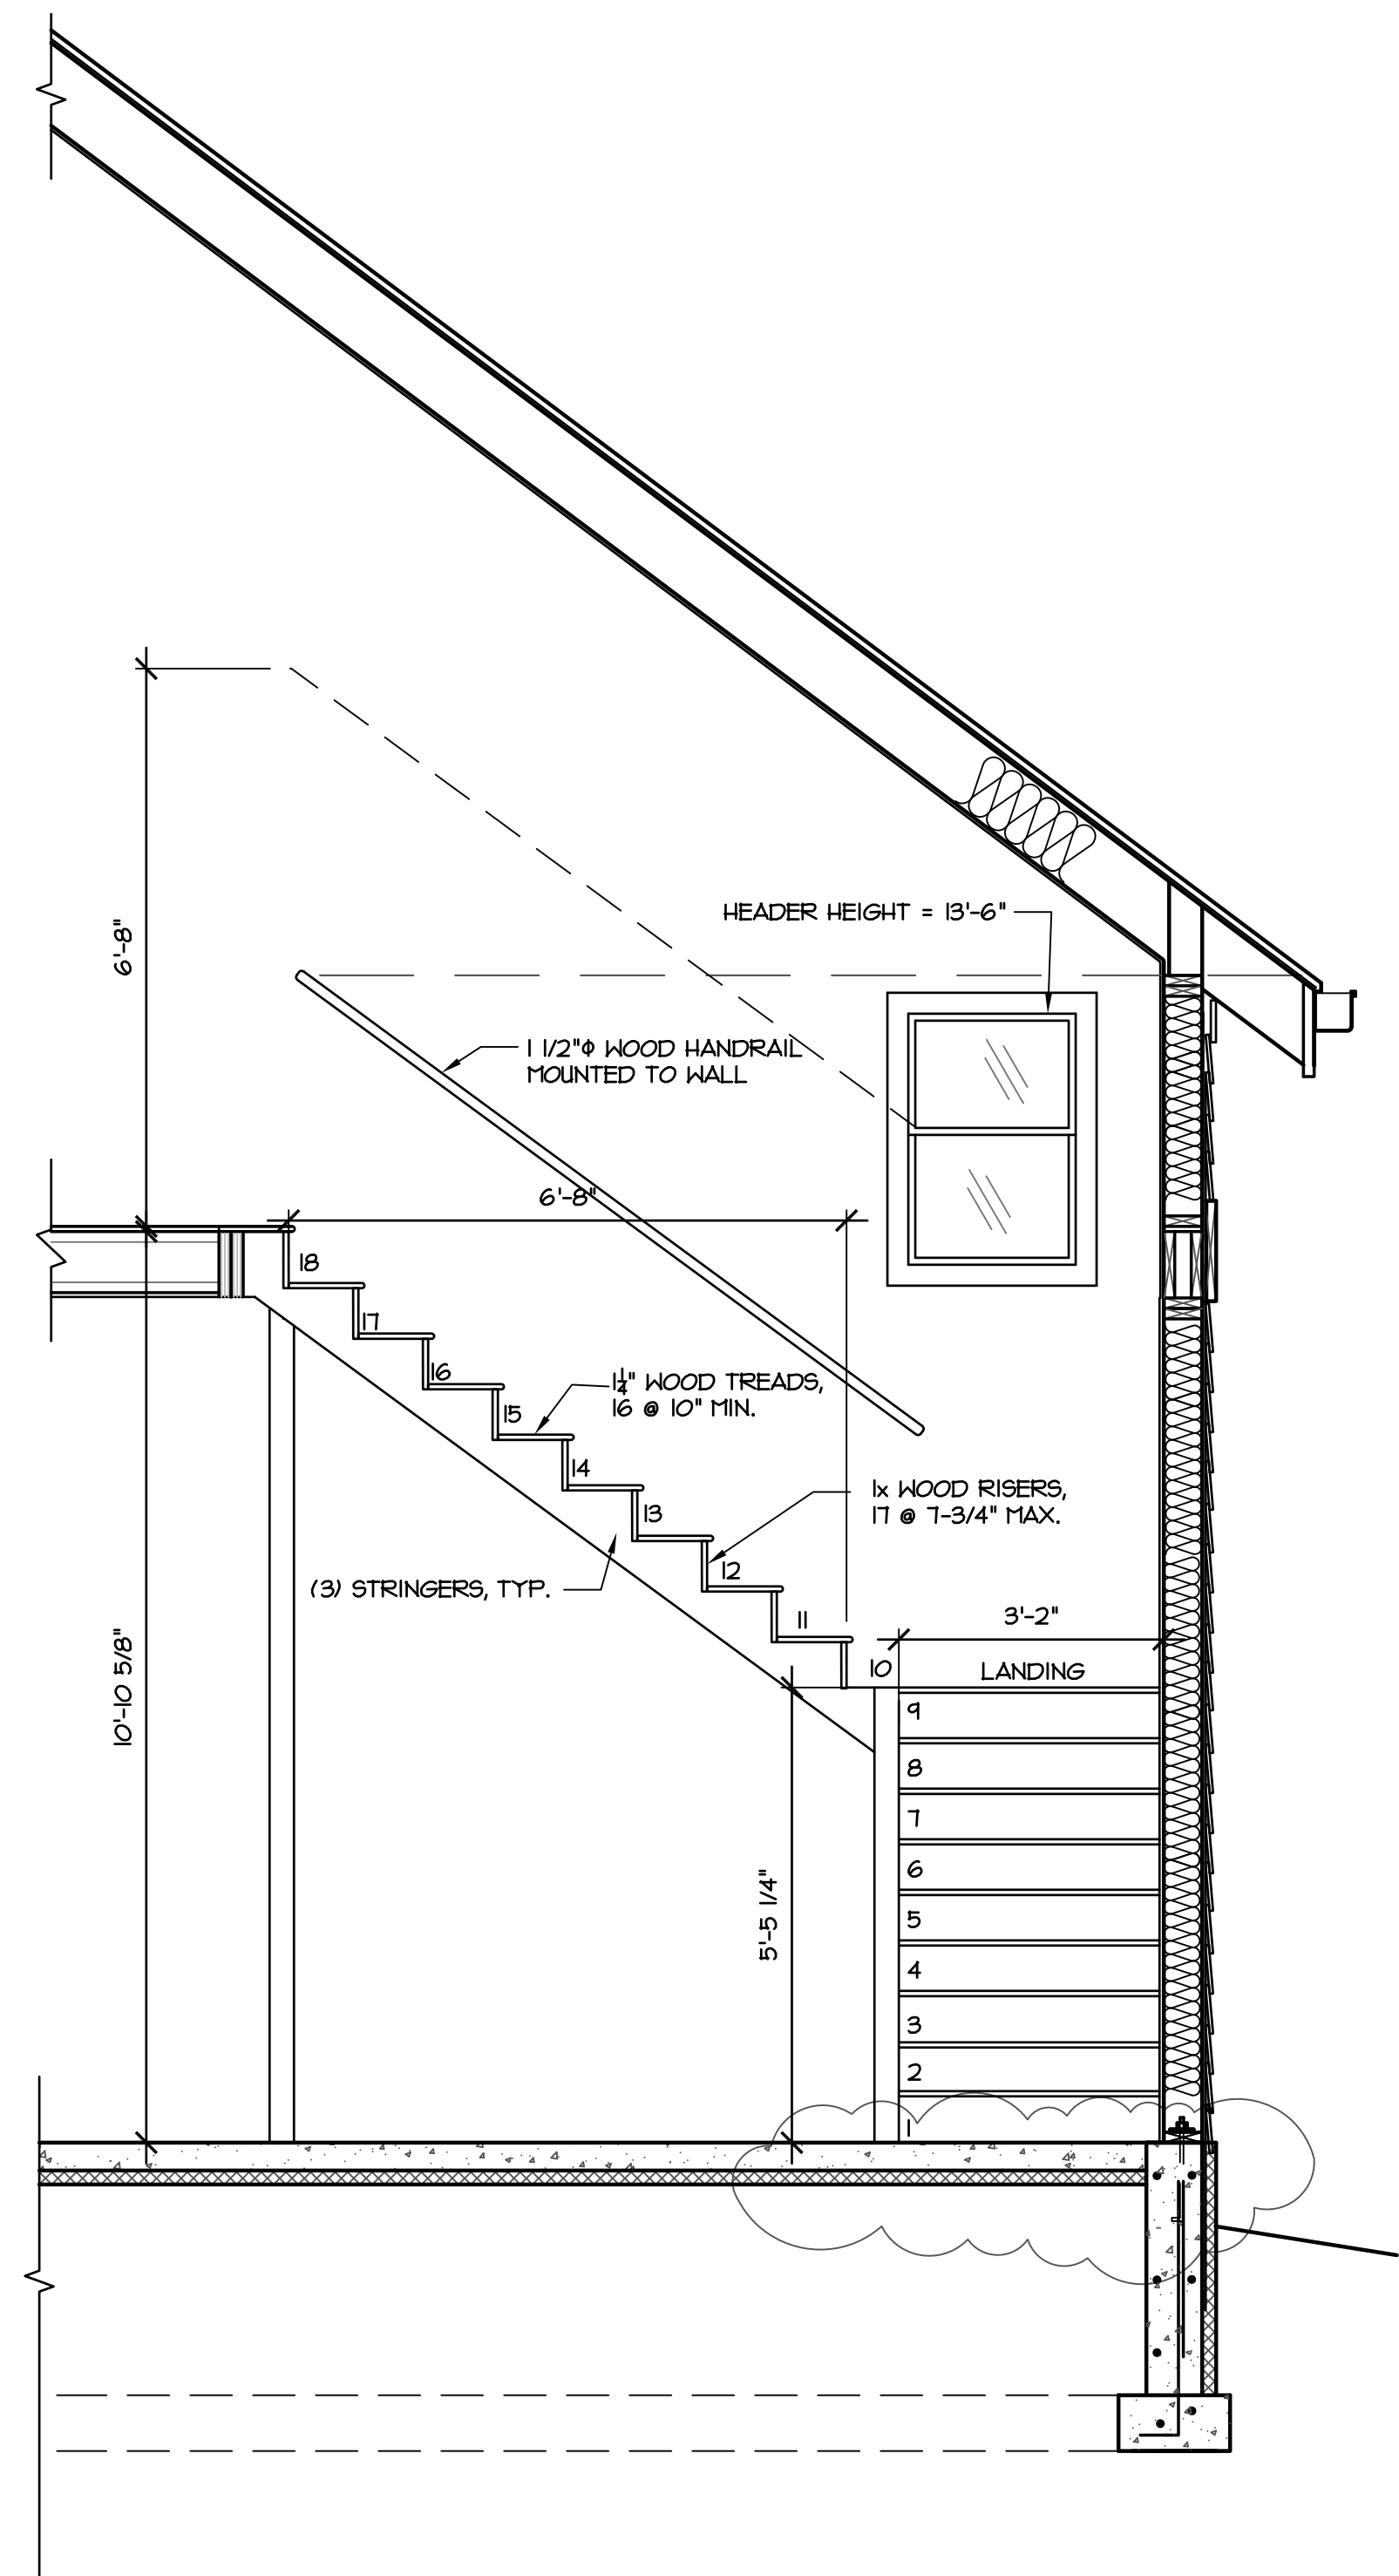 HEADER HEIGHT = 13'-6"
6'-8"
1 1/2"Φ WOOD HANDRAIL
MOUNTED TO WALL
6'-8"
18
17
16
1¼" WOOD TREADS,
16 @ 10" MIN.
15
14
13
1x WOOD RISERS,
17 @ 7-3/4" MAX.
12
(3) STRINGERS, TYP.
11
3'-2"
10
LANDING
10'-10 5/8"
9
8
7
6
5
5'-5 1/4"
4
3
2
1